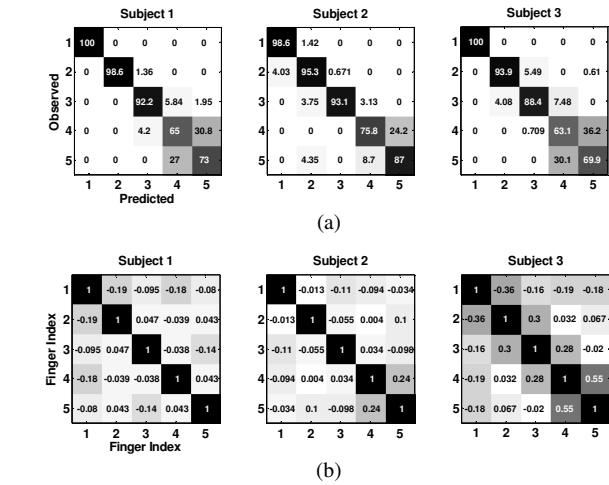 Subject 1 Subject 2 Subject 3
1 100 0 0 0 0 1 98.6 1.42 0 0 0 1 100 0 0 0 0
2 0 98.6 1.36 0 0 2 4.03 95.3 0.671 0 0 2 0 93.9 5.49 0 0.61
3 0 0 92.2 5.84 1.95 3 0 3.75 93.1 3.13 0 3 0 4.08 88.4 7.48 0
4 0 0 4.2 65 30.8 4 0 0 0 75.8 24.2 4 0 0 0.709 63.1 36.2
5 0 0 0 27 73 5 0 4.35 0 8.7 87 5 0 0 0 30.1 69.9
Observed
1 2 3 4 5 1 2 3 4 5 1 2 3 4 5
Predicted
(a)
Subject 1 Subject 2 Subject 3
1 1 -0.19 -0.095 -0.18 -0.08 1 1 -0.013 -0.11 -0.094 -0.034 1 1 -0.36 -0.16 -0.19 -0.18
2 -0.19 1 0.047 -0.039 0.043 2 -0.013 1 -0.055 0.004 0.1 2 -0.36 1 0.3 0.032 0.067
3 -0.095 0.047 1 -0.038 -0.14 3 -0.11 -0.055 1 0.034 -0.098 3 -0.16 0.3 1 0.28 -0.02
4 -0.18 -0.039 -0.038 1 0.043 4 -0.094 0.004 0.034 1 0.24 4 -0.19 0.032 0.28 1 0.55
5 -0.08 0.043 -0.14 0.043 1 5 -0.034 0.1 -0.098 0.24 1 5 -0.18 0.067 -0.02 0.55 1
Finger Index
1 2 3 4 5 1 2 3 4 5 1 2 3 4 5
Finger Index
(b)